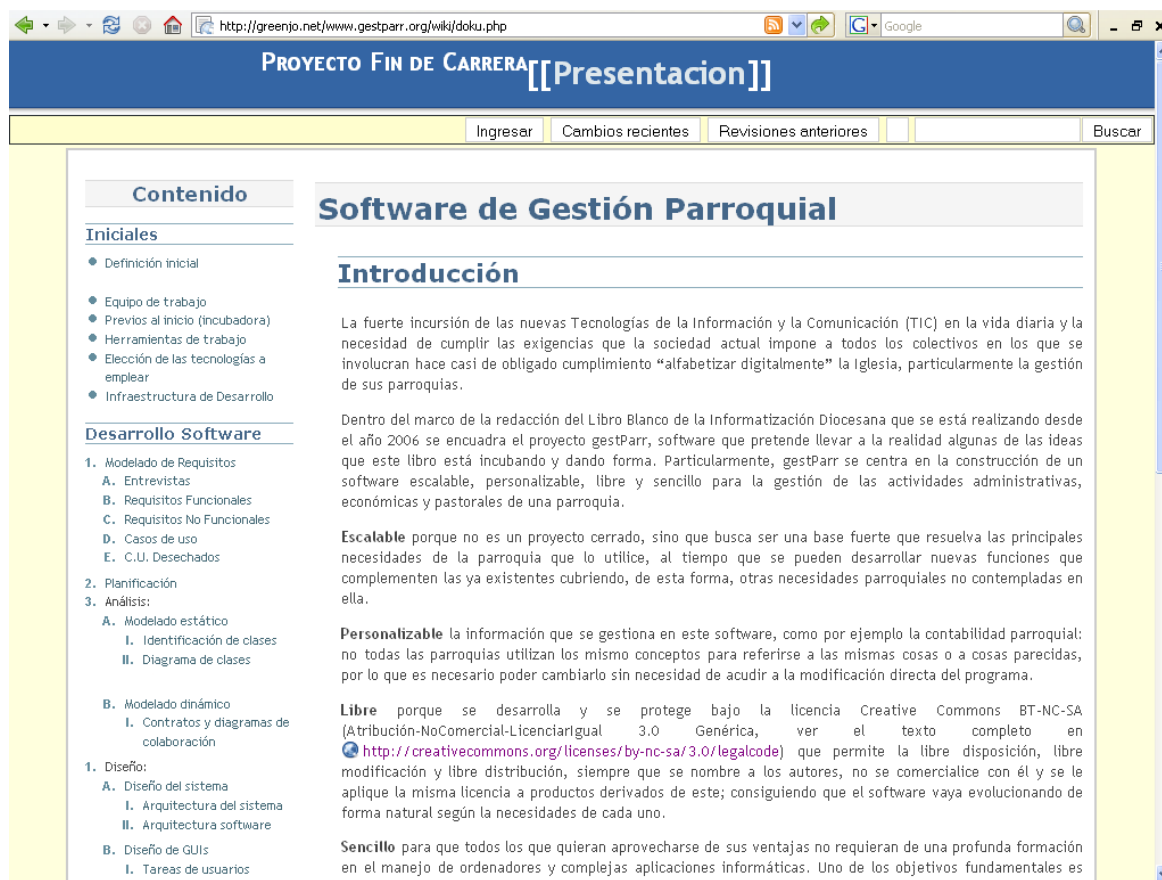 http://greenjo.net/www.gestparr.org/wiki/doku.php
Google
PROYECTO FIN DE CARRERA[[Presentacion]]
Ingresar
Cambios recientes
Revisiones anteriores
Buscar
Contenido
Iniciales
Definición inicial
Equipo de trabajo
Previos al inicio (incubadora)
Herramientas de trabajo
Elección de las tecnologías a
emplear
Infraestructura de Desarrollo
Desarrollo Software
1. Modelado de Requisitos
A. Entrevistas
B. Requisitos Funcionales
C. Requisitos No Funcionales
D. Casos de uso
E. C.U. Desechados
2. Planificación
3. Análisis:
A. Modelado estático
I. Identificación de clases
II. Diagrama de clases
B. Modelado dinámico
I. Contratos y diagramas de
colaboración
1. Diseño:
A. Diseño del sistema
I. Arquitectura del sistema
II. Arquitectura software
B. Diseño de GUIs
I. Tareas de usuarios
Software de Gestión Parroquial
Introducción
La fuerte incursión de las nuevas Tecnologías de la Información y la Comunicación (TIC) en la vida diaria y la
necesidad de cumplir las exigencias que la sociedad actual impone a todos los colectivos en los que se
involucran hace casi de obligado cumplimiento “alfabetizar digitalmente” la Iglesia, particularmente la gestión
de sus parroquias.
Dentro del marco de la redacción del Libro Blanco de la Informatización Diocesana que se está realizando desde
el año 2006 se encuadra el proyecto gestParr, software que pretende llevar a la realidad algunas de las ideas
que este libro está incubando y dando forma. Particularmente, gestParr se centra en la construcción de un
software escalable, personalizable, libre y sencillo para la gestión de las actividades administrativas,
económicas y pastorales de una parroquia.
Escalable porque no es un proyecto cerrado, sino que busca ser una base fuerte que resuelva las principales
necesidades de la parroquia que lo utilice, al tiempo que se pueden desarrollar nuevas funciones que
complementen las ya existentes cubriendo, de esta forma, otras necesidades parroquiales no contempladas en
ella.
Personalizable la información que se gestiona en este software, como por ejemplo la contabilidad parroquial:
no todas las parroquias utilizan los mismo conceptos para referirse a las mismas cosas o a cosas parecidas,
por lo que es necesario poder cambiarlo sin necesidad de acudir a la modificación directa del programa.
Libre porque se desarrolla y se protege bajo la licencia Creative Commons BT-NC-SA
(Atribución-NoComercial-LicenciarIgual 3.0 Genérica, ver el texto completo en
http://creativecommons.org/licenses/by-nc-sa/3.0/legalcode) que permite la libre disposición, libre
modificación y libre distribución, siempre que se nombre a los autores, no se comercialice con él y se le
aplique la misma licencia a productos derivados de este; consiguiendo que el software vaya evolucionando de
forma natural según la necesidades de cada uno.
Sencillo para que todos los que quieran aprovecharse de sus ventajas no requieran de una profunda formación
en el manejo de ordenadores y complejas aplicaciones informáticas. Uno de los objetivos fundamentales es